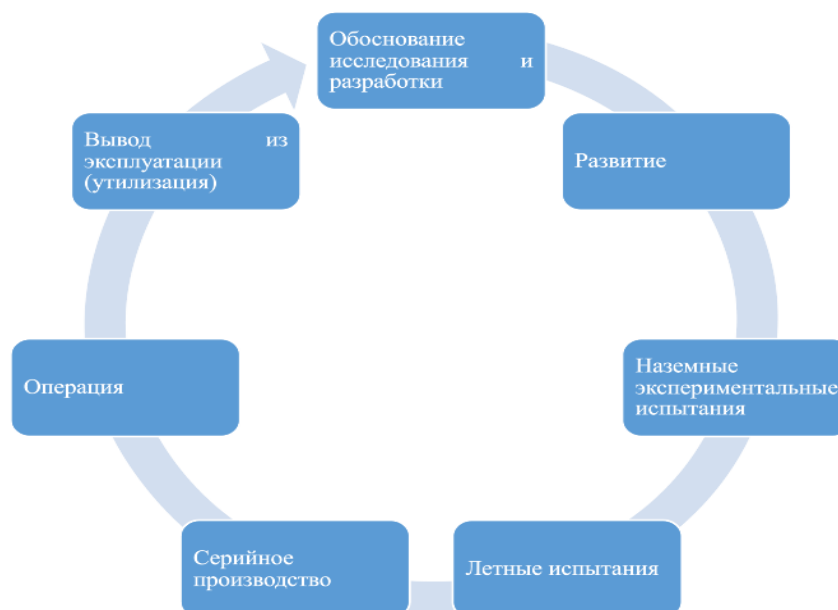 Обоснование
исследования и
разработки
Развитие
Наземные
экспериментальные
испытания
Летные испытания
Серийное
производство
Операция
Вывод из
эксплуатации
(утилизация)